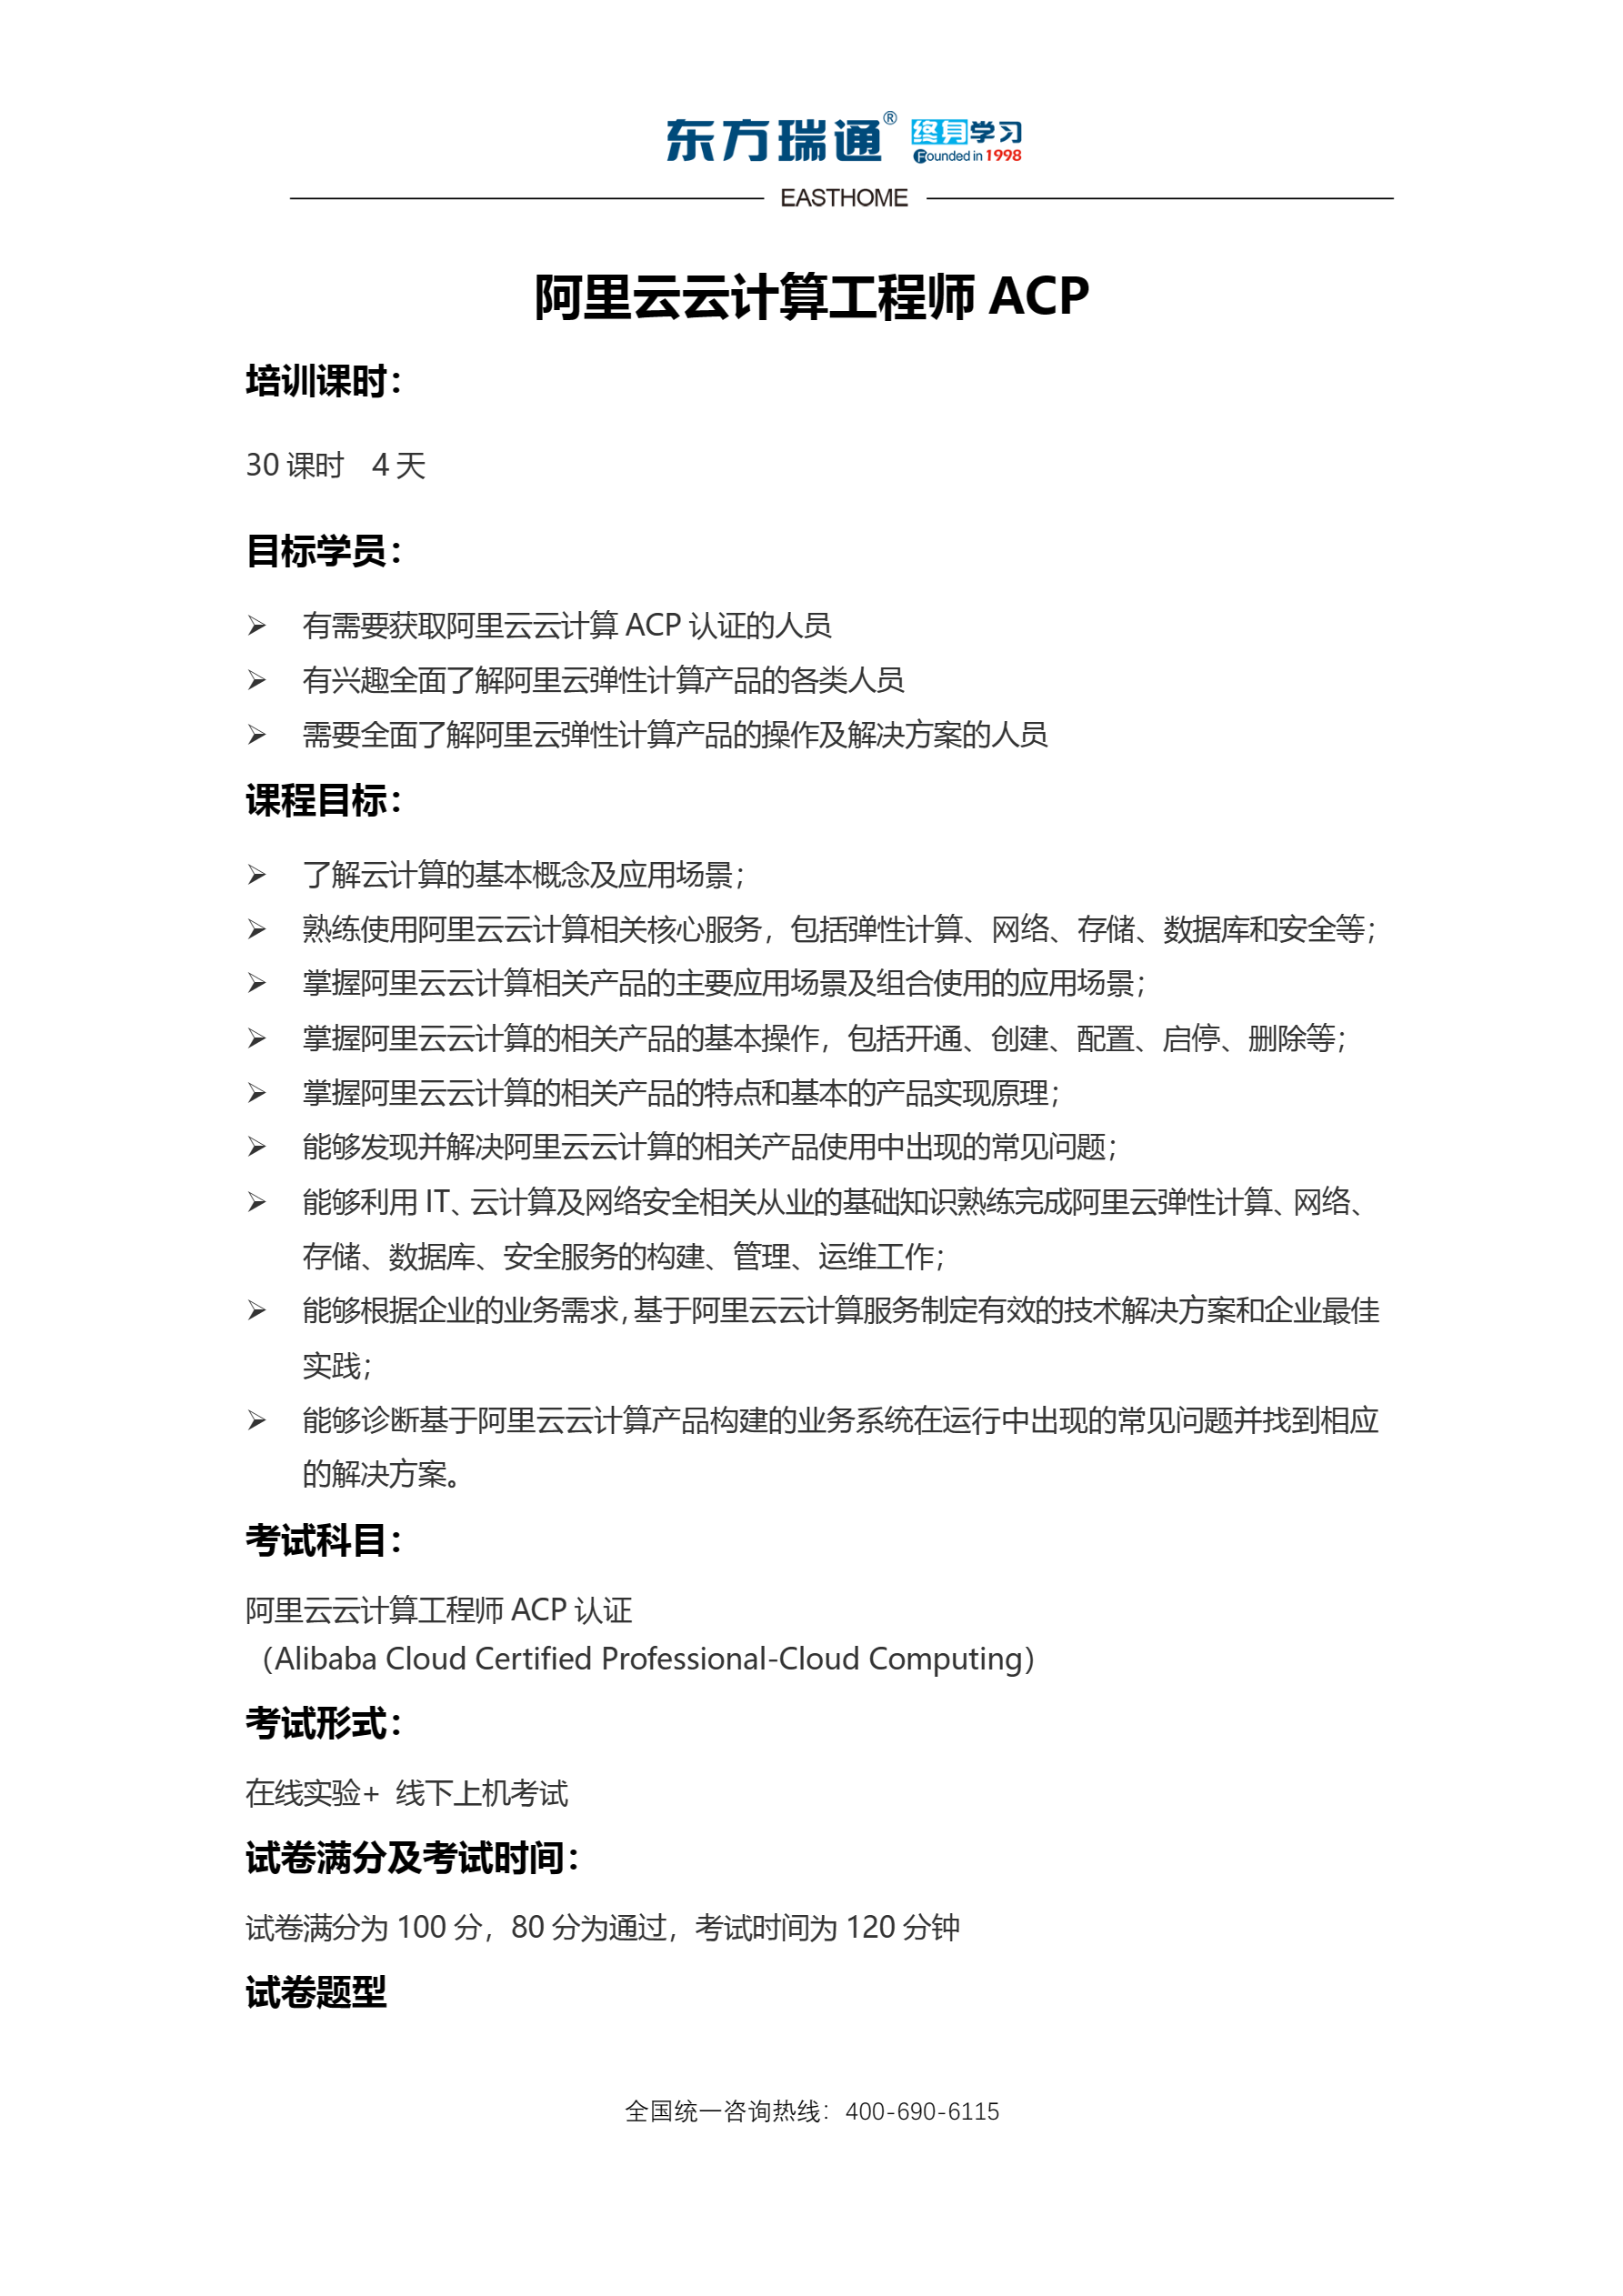 东方瑞通® 终身学习
Founded in 1998
EASTHOME
阿里云云计算工程师 ACP
培训课时：
30 课时 4 天
目标学员：
➢ 有需要获取阿里云云计算 ACP 认证的人员
➢ 有兴趣全面了解阿里云弹性计算产品的各类人员
➢ 需要全面了解阿里云弹性计算产品的操作及解决方案的人员
课程目标：
➢ 了解云计算的基本概念及应用场景；
➢ 熟练使用阿里云云计算相关核心服务，包括弹性计算、网络、存储、数据库和安全等；
➢ 掌握阿里云云计算相关产品的主要应用场景及组合使用的应用场景；
➢ 掌握阿里云云计算的相关产品的基本操作，包括开通、创建、配置、启停、删除等；
➢ 掌握阿里云云计算的相关产品的特点和基本的产品实现原理；
➢ 能够发现并解决阿里云云计算的相关产品使用中出现的常见问题；
➢ 能够利用 IT、云计算及网络安全相关从业的基础知识熟练完成阿里云弹性计算、网络、
存储、数据库、安全服务的构建、管理、运维工作；
➢ 能够根据企业的业务需求，基于阿里云云计算服务制定有效的技术解决方案和企业最佳
实践；
➢ 能够诊断基于阿里云云计算产品构建的业务系统在运行中出现的常见问题并找到相应
的解决方案。
考试科目：
阿里云云计算工程师 ACP 认证
（Alibaba Cloud Certified Professional-Cloud Computing）
考试形式：
在线实验+ 线下上机考试
试卷满分及考试时间：
试卷满分为 100 分，80 分为通过，考试时间为 120 分钟
试卷题型
全国统一咨询热线：400-690-6115